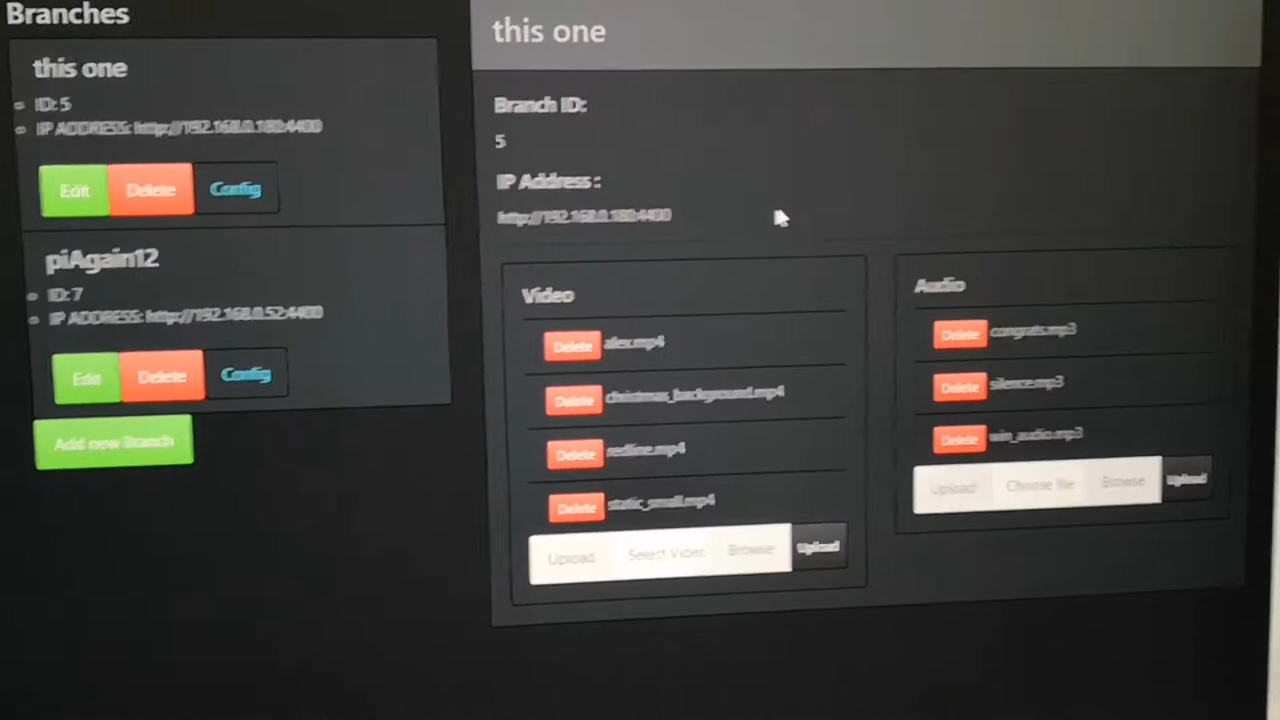 Branches
this one
ID: 5
IP ADDRESS: http://192.168.0.180:4400
Edit Delete Config
piAgain12
ID: 7
IP ADDRESS: http://192.168.0.52:4400
Edit Delete Config
Add new Branch
this one
Branch ID:
5
IP Address :
http://192.168.0.180:4400
Video
Delete alex.mp4
Delete christmas_background.mp4
Delete redline.mp4
Delete static_small.mp4
Upload Select Video Browse Upload
Audio
Delete congrats.mp3
Delete silence.mp3
Delete win_audio.mp3
Upload Choose file Browse Upload